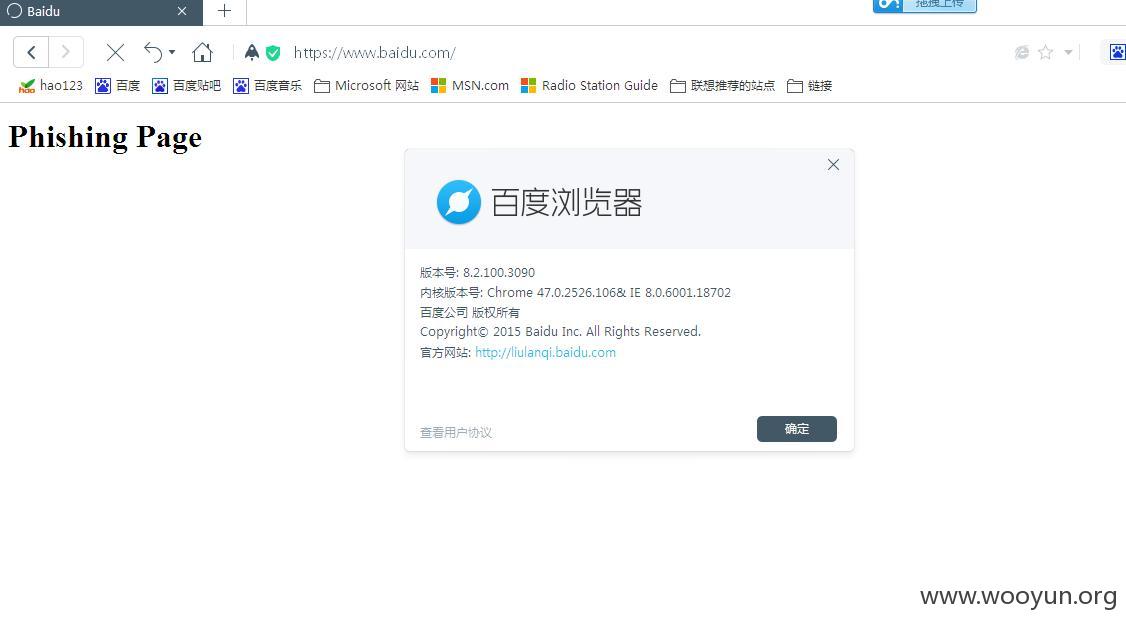 Baidu
拖拽上传
https://www.baidu.com/
hao123 百度 百度贴吧 百度音乐 Microsoft 网站 MSN.com Radio Station Guide 联想推荐的站点 链接
Phishing Page
百度浏览器
版本号: 8.2.100.3090
内核版本号: Chrome 47.0.2526.106& IE 8.0.6001.18702
百度公司 版权所有
Copyright© 2015 Baidu Inc. All Rights Reserved.
官方网站: http://liulanqi.baidu.com
查看用户协议
确定
www.wooyun.org